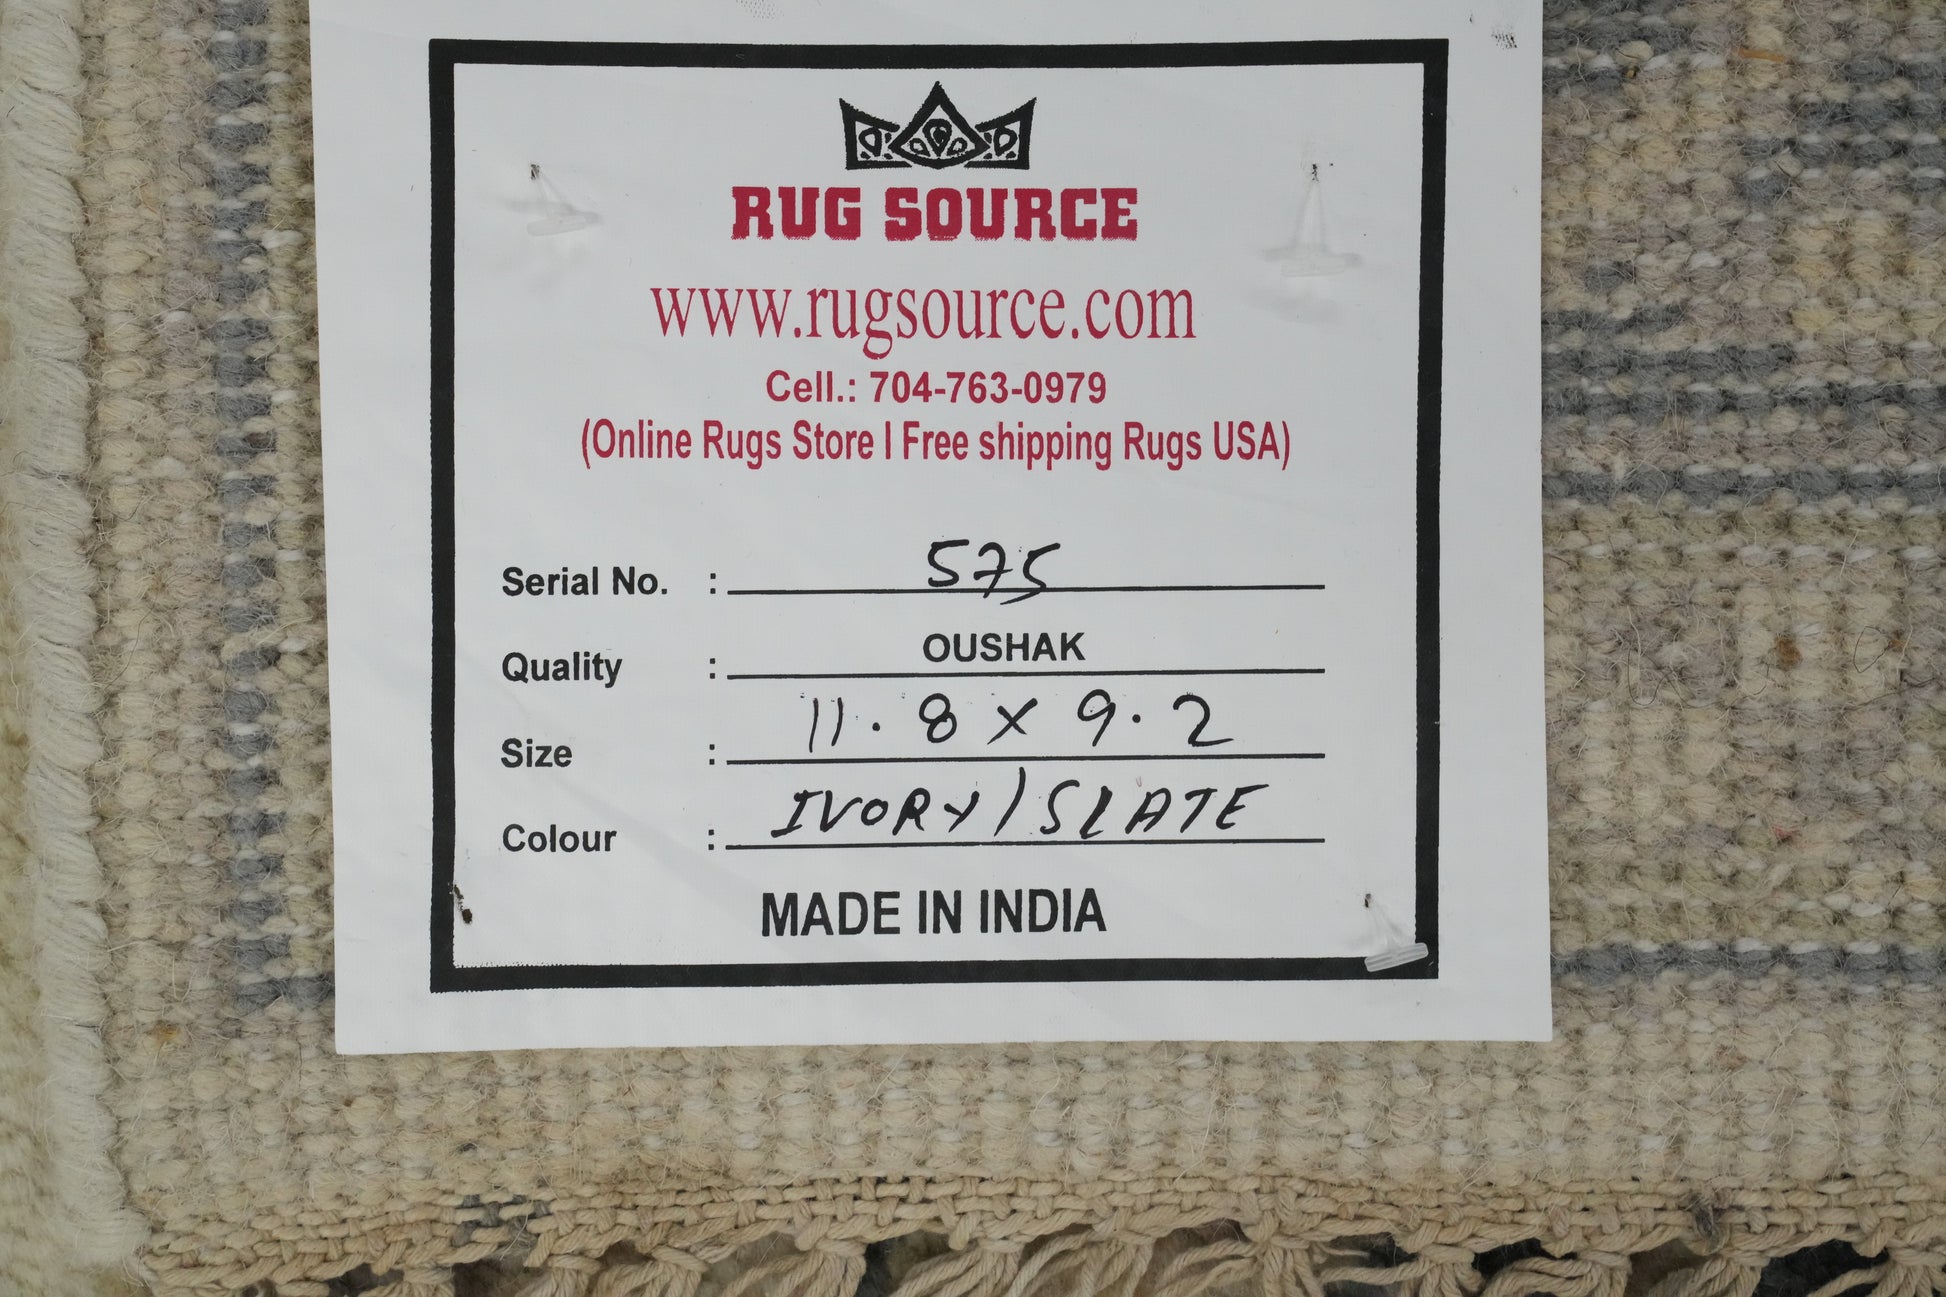 RUG SOURCE
www.rugsource.com
Cell.: 704-763-0979
(Online Rugs Store I Free shipping Rugs USA)
Serial No. : 575
Quality : OUSHAK
Size : 11.8 x 9.2
Colour : IVORY/SLATE
MADE IN INDIA